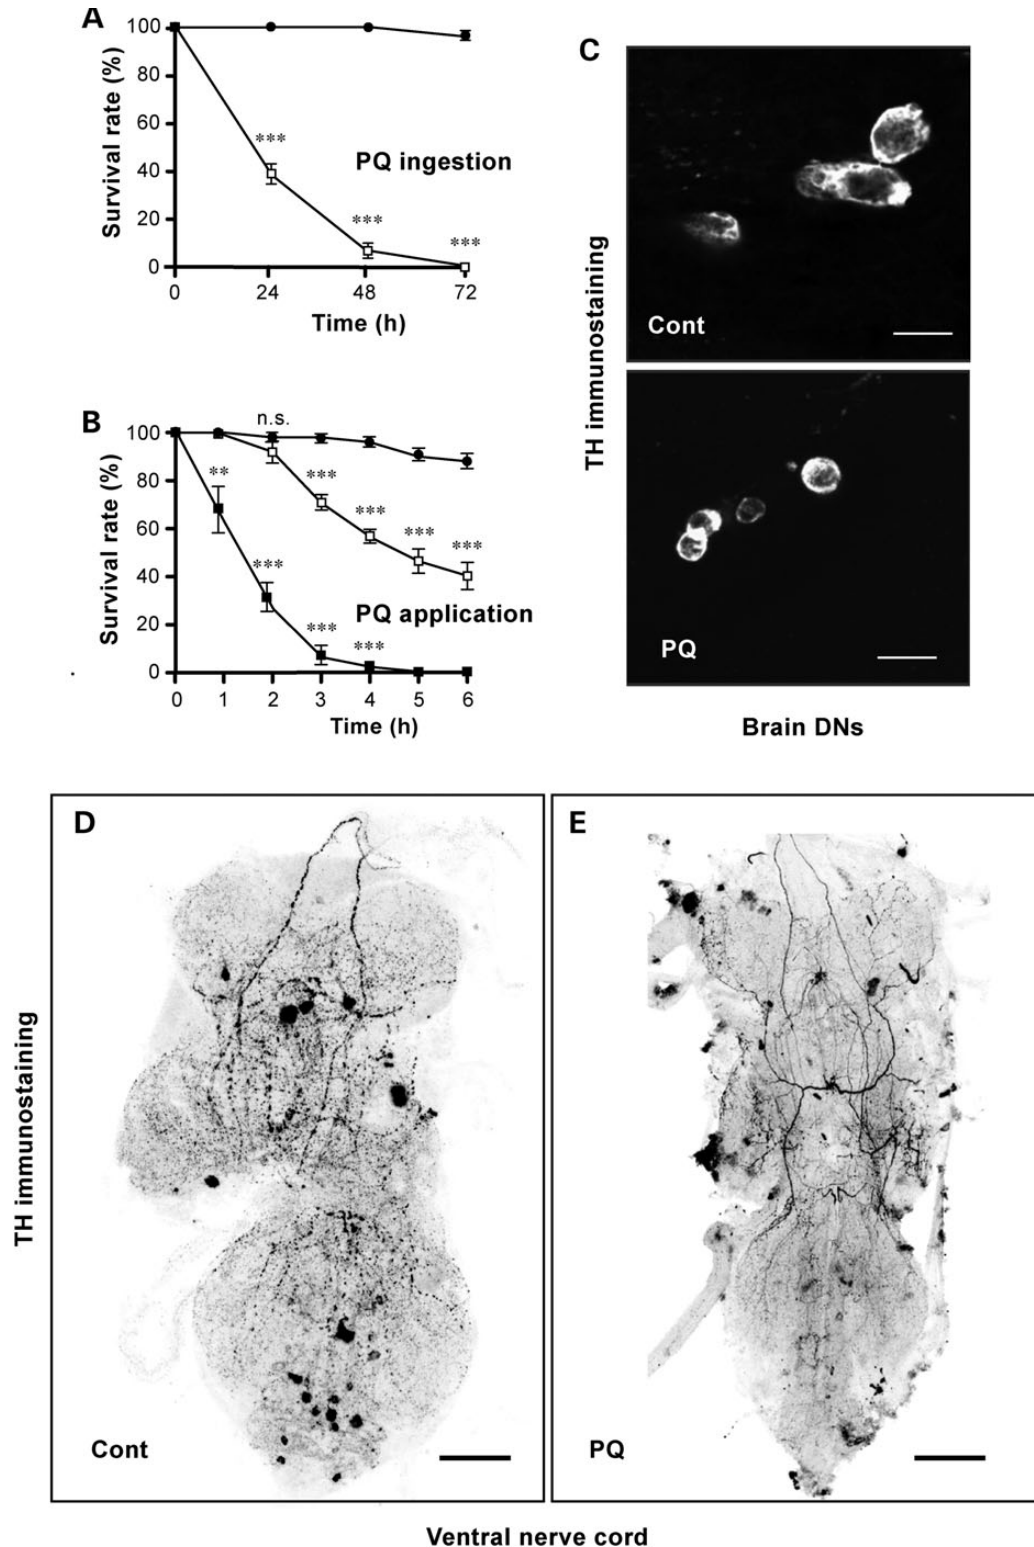 A
100
80
60
40
20
0
Survival rate (%)
***
***
***
PQ ingestion
0 24 48 72
Time (h)
B
100
80
60
40
20
0
Survival rate (%)
n.s.
**
***
***
***
***
***
***
***
PQ application
0 1 2 3 4 5 6
Time (h)
C
TH immunostaining
Cont
PQ
Brain DNs
D
E
TH immunostaining
Cont
PQ
Ventral nerve cord